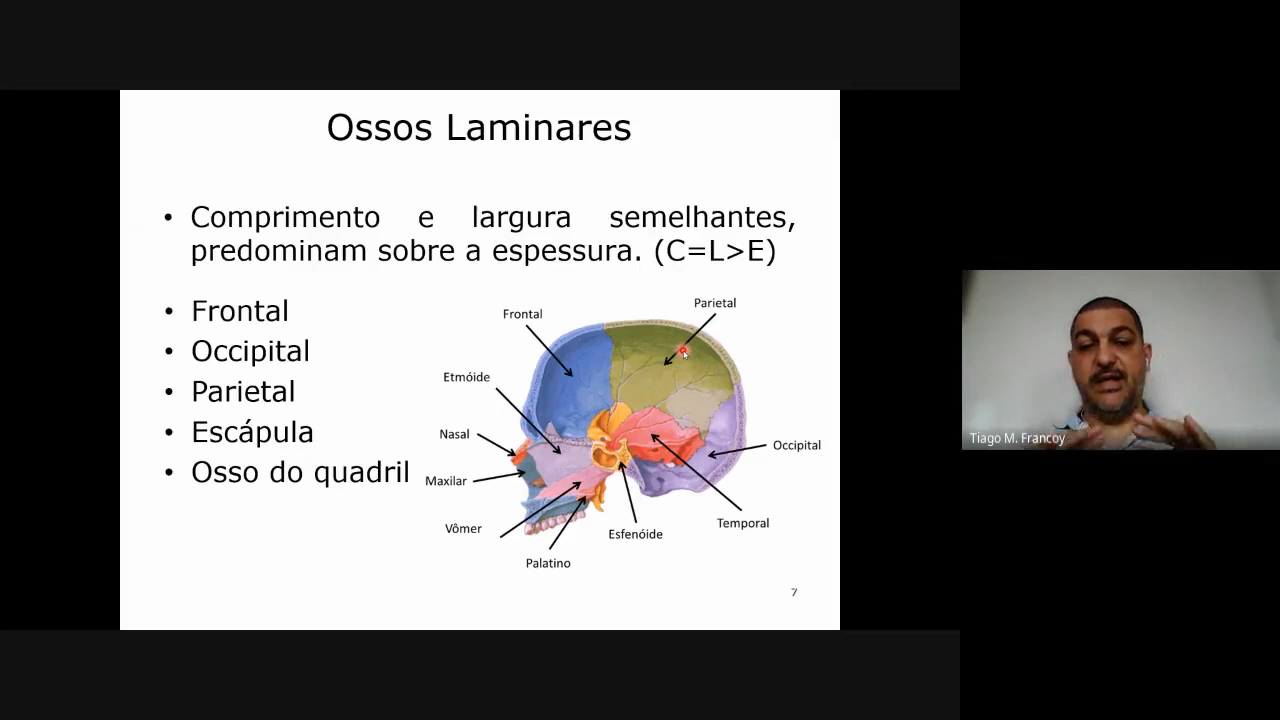 Ossos Laminares
• Comprimento e largura semelhantes,
predominam sobre a espessura. (C=L>E)
• Frontal
• Occipital
• Parietal
• Escápula
• Osso do quadril
Parietal
Frontal
Etmóide
Nasal
Occipital
Maxilar
Vômer
Temporal
Esfenóide
Palatino
7
Tiago M. Francoy